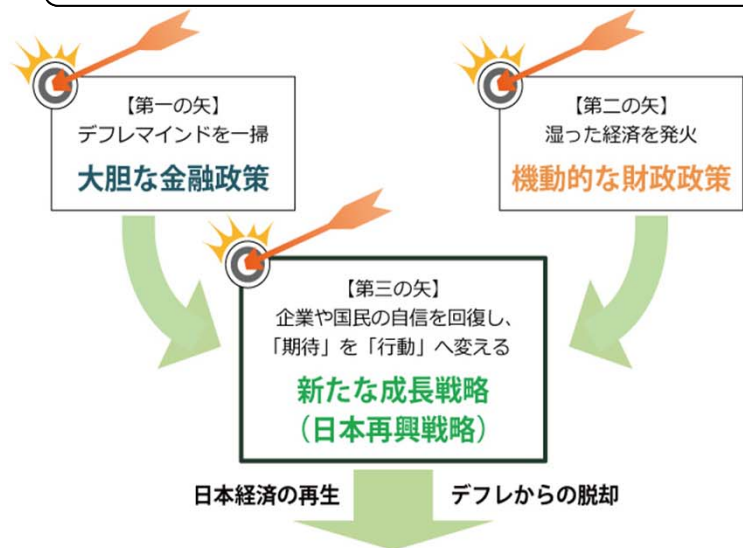 【第一の矢】
デフレマインドを一掃
大胆な金融政策
【第二の矢】
湿った経済を発火
機動的な財政政策
【第三の矢】
企業や国民の自信を回復し、
「期待」を「行動」へ変える
新たな成長戦略
（日本再興戦略）
日本経済の再生
デフレからの脱却